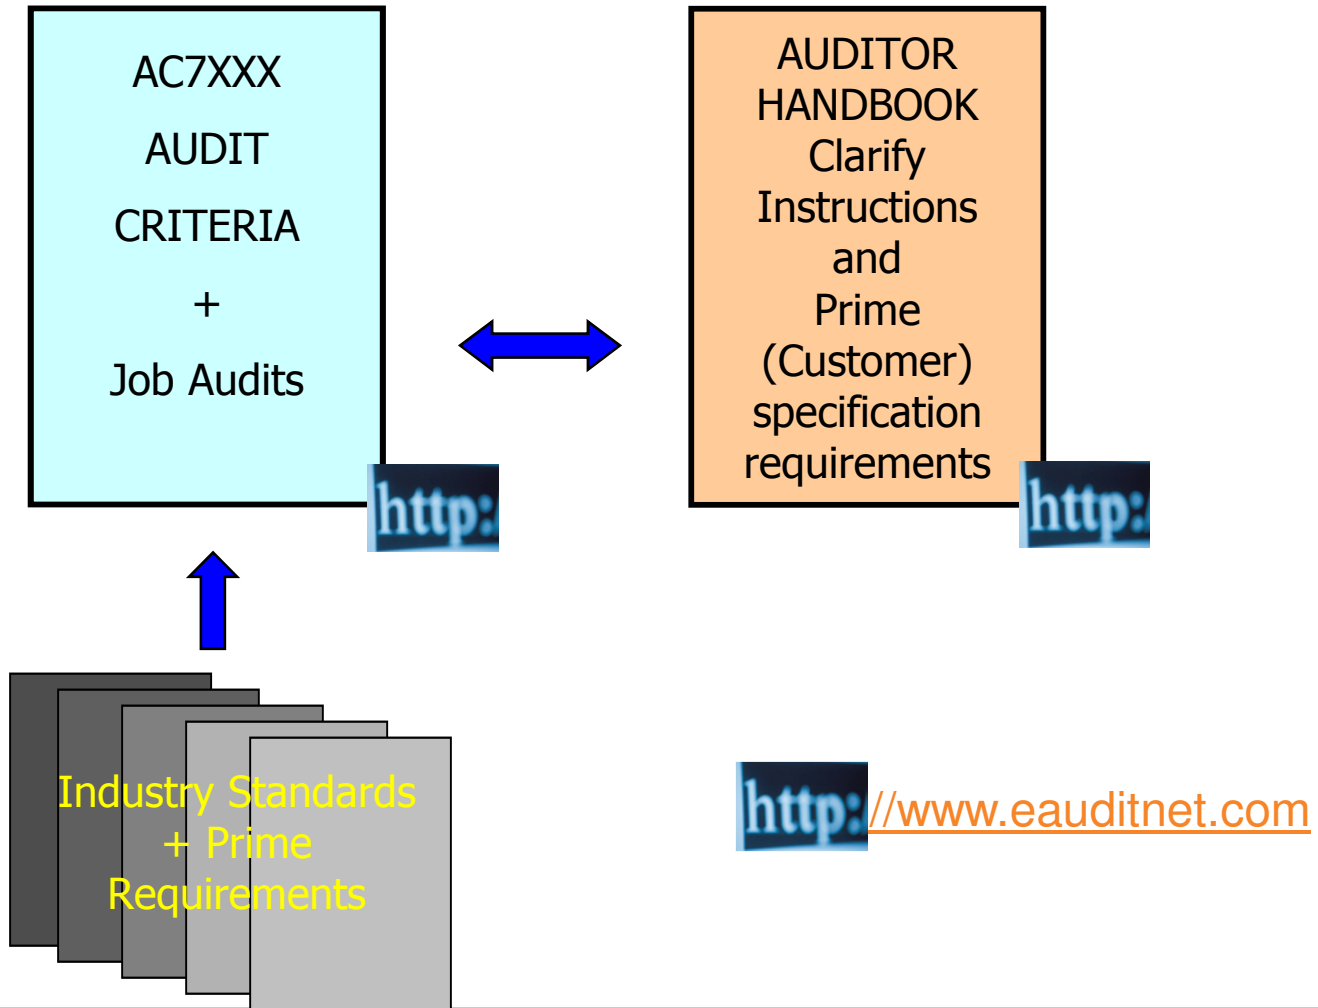 AC7XXX
AUDIT
CRITERIA
+
Job Audits
http:/
AUDITOR
HANDBOOK
Clarify
Instructions
and
Prime
(Customer)
specification
requirements
http:/
Industry Standards
+ Prime
Requirements
http://www.eauditnet.com